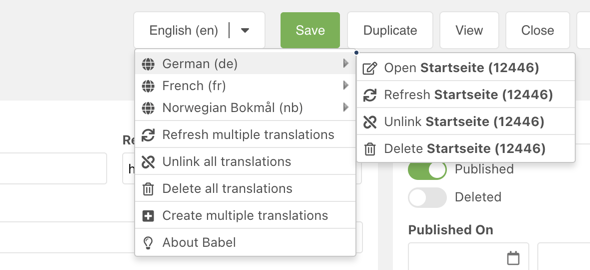 English (en)
Save
Duplicate
View
Close
German (de)
French (fr)
Norwegian Bokmål (nb)
Refresh multiple translations
Unlink all translations
Delete all translations
Create multiple translations
About Babel
Open Startseite (12446)
Refresh Startseite (12446)
Unlink Startseite (12446)
Delete Startseite (12446)
Re
h
Published
Deleted
Published On